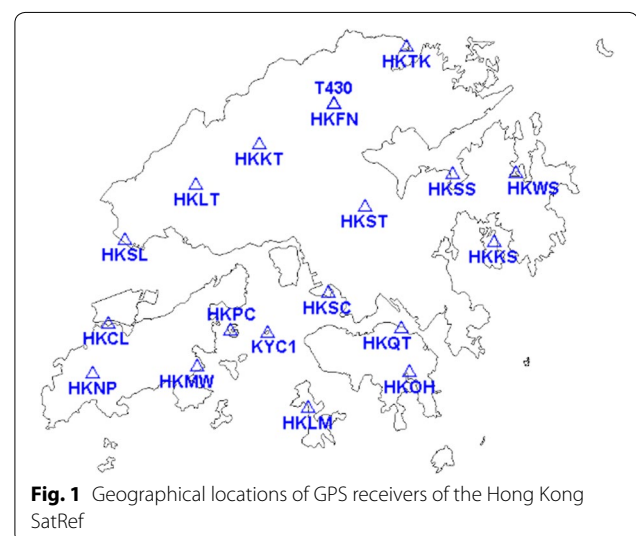 HKTK
T430
HKFN
HKKT
HKLT
HKSS
HKWS
HKST
HKSL
HKKS
HKSC
HKPC
HKCL
KYC1
HKQT
HKNP
HKMW
HKOH
HKLM
Fig. 1 Geographical locations of GPS receivers of the Hong Kong
SatRef